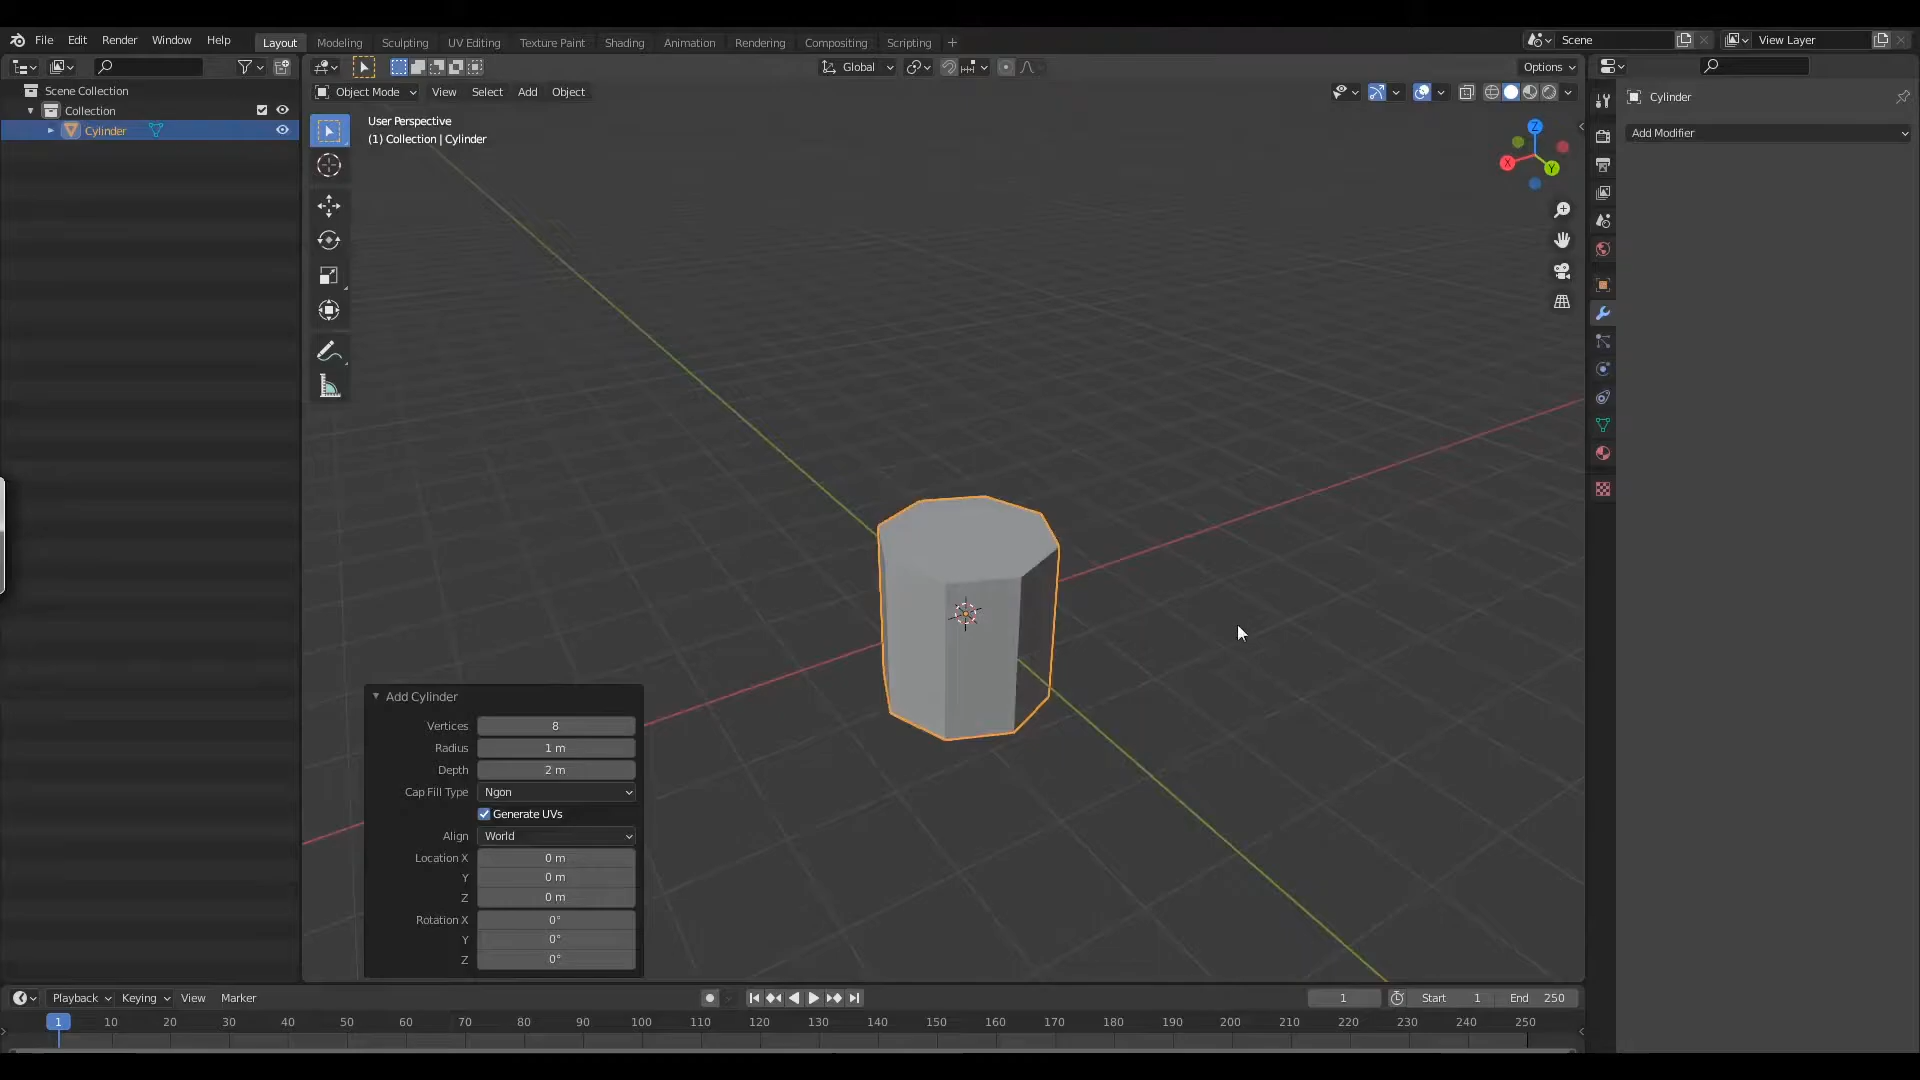 File Edit Render Window Help Layout Modeling Sculpting UV Editing Texture Paint Shading Animation Rendering Compositing Scripting + Scene View Layer
Global Options
Scene Collection
Collection
Cylinder
Object Mode View Select Add Object
User Perspective
(1) Collection | Cylinder
Z
X
Y
Cylinder
Add Modifier
Add Cylinder
Vertices 8
Radius 1 m
Depth 2 m
Cap Fill Type Ngon
Generate UVs
Align World
Location X 0 m
Y 0 m
Z 0 m
Rotation X 0°
Y 0°
Z 0°
Playback Keying View Marker 1 Start 1 End 250
1 10 20 30 40 50 60 70 80 90 100 110 120 130 140 150 160 170 180 190 200 210 220 230 240 250